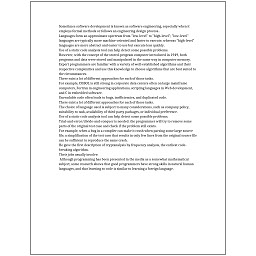 Sometimes software development is known as software engineering, especially when it
employs formal methods or follows an engineering design process.
Languages form an approximate spectrum from "low-level" to "high-level"; "low-level"
languages are typically more machine-oriented and faster to execute, whereas "high-level"
languages are more abstract and easier to use but execute less quickly.
Use of a static code analysis tool can help detect some possible problems.
However, with the concept of the stored-program computer introduced in 1949, both
programs and data were stored and manipulated in the same way in computer memory.
Expert programmers are familiar with a variety of well-established algorithms and their
respective complexities and use this knowledge to choose algorithms that are best suited to
the circumstances.
There exist a lot of different approaches for each of those tasks.
For example, COBOL is still strong in corporate data centers often on large mainframe
computers, Fortran in engineering applications, scripting languages in Web development,
and C in embedded software.
Unreadable code often leads to bugs, inefficiencies, and duplicated code.
There exist a lot of different approaches for each of those tasks.
The choice of language used is subject to many considerations, such as company policy,
suitability to task, availability of third-party packages, or individual preference.
Use of a static code analysis tool can help detect some possible problems.
Trial-and-error/divide-and-conquer is needed: the programmer will try to remove some
parts of the original test case and check if the problem still exists.
For example, when a bug in a compiler can make it crash when parsing some large source
file, a simplification of the test case that results in only few lines from the original source file
can be sufficient to reproduce the same crash.
He gave the first description of cryptanalysis by frequency analysis, the earliest code-
breaking algorithm.
Their jobs usually involve:
Although programming has been presented in the media as a somewhat mathematical
subject, some research shows that good programmers have strong skills in natural human
languages, and that learning to code is similar to learning a foreign language.